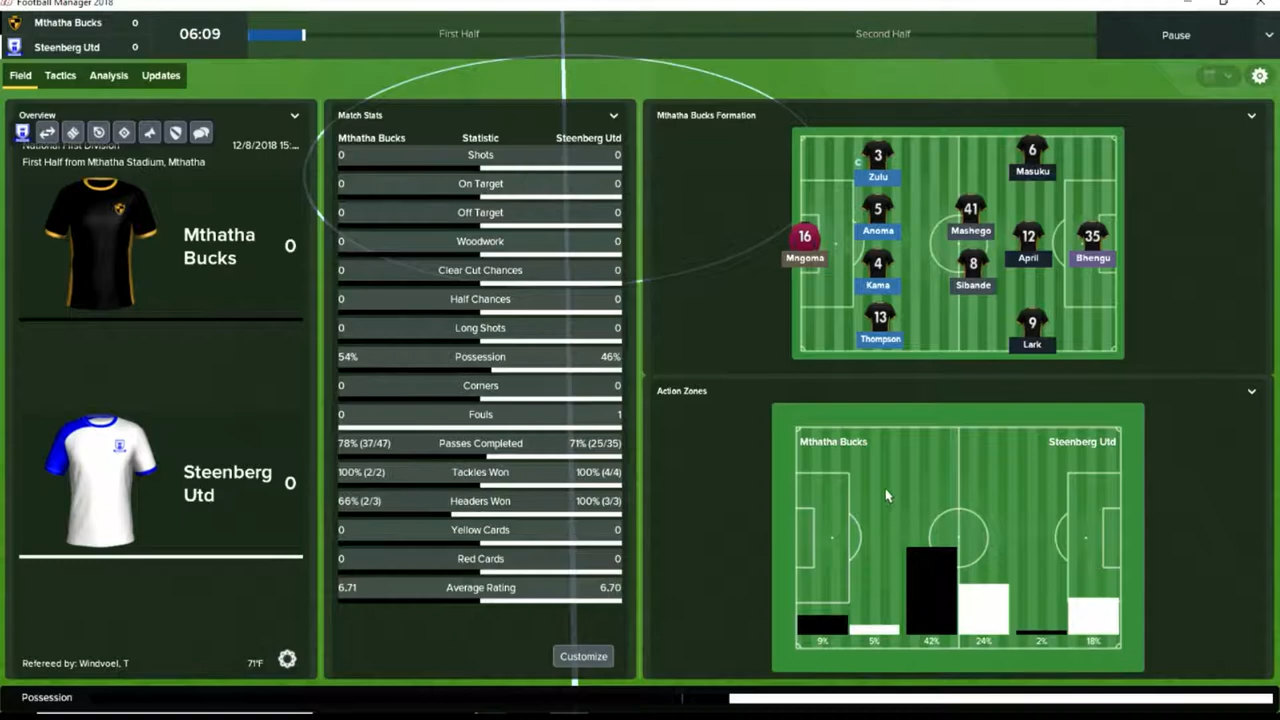 Football Manager 2018
Mthatha Bucks 0
Steenberg Utd 0
06:09
First Half
Second Half
Pause
Field Tactics Analysis Updates
Overview
12/8/2018 15:...
First Half from Mthatha Stadium, Mthatha
Mthatha
Bucks
0
Steenberg
Utd
0
Refereed by: Windvoel, T
71°F
Match Stats
Mthatha Bucks Statistic Steenberg Utd
0 Shots 0
0 On Target 0
0 Off Target 0
0 Woodwork 0
0 Clear Cut Chances 0
0 Half Chances 0
0 Long Shots 0
54% Possession 46%
0 Corners 0
0 Fouls 1
78% (37/47) Passes Completed 71% (25/35)
100% (2/2) Tackles Won 100% (4/4)
66% (2/3) Headers Won 100% (3/3)
0 Yellow Cards 0
0 Red Cards 0
6.71 Average Rating 6.70
Customize
Mthatha Bucks Formation
3
C
Zulu
6
Masuku
5
Anoma
41
Mashego
16
Mngoma
12
April
35
Bhengu
4
Kama
8
Sibande
13
Thompson
9
Lark
Action Zones
Mthatha Bucks Steenberg Utd
9% 5% 42% 24% 2% 18%
Possession